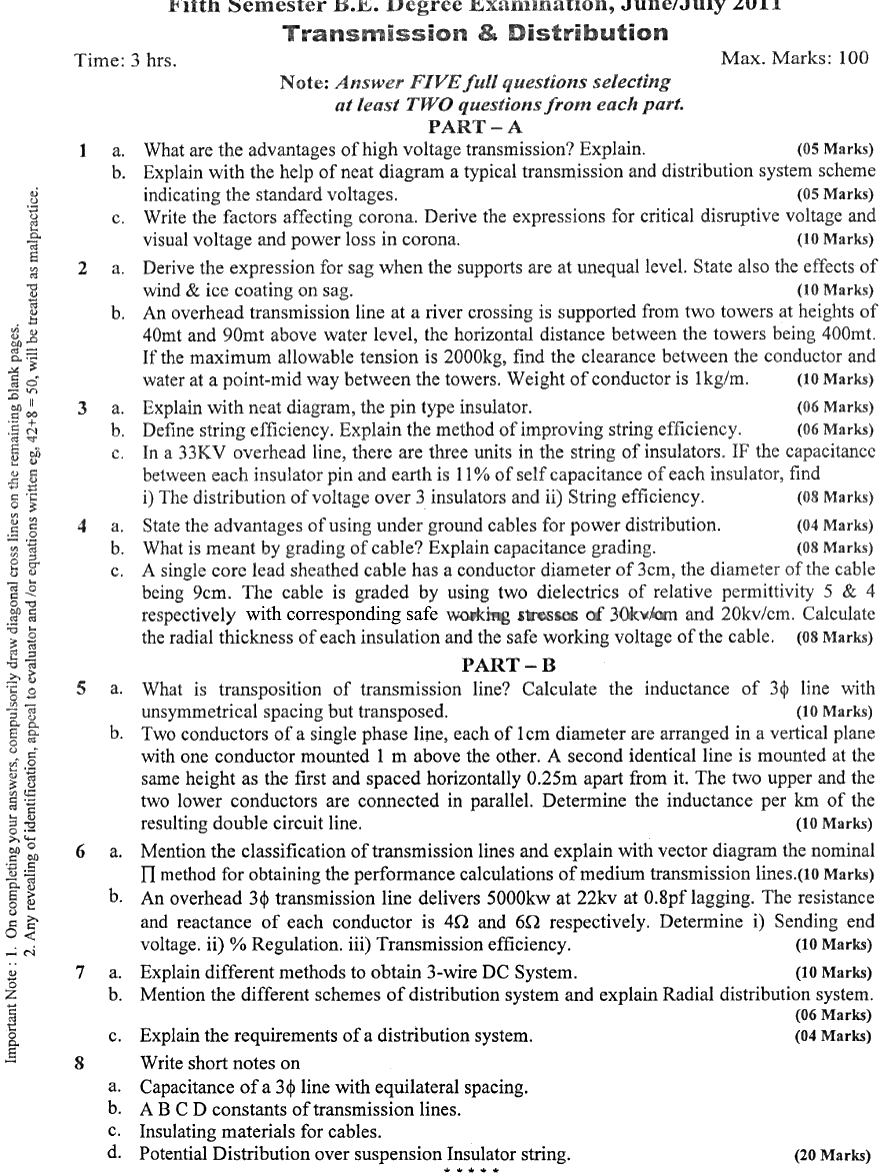 Fifth Semester B.E. Degree Examination, June/July 2011
Transmission & Distribution
Time: 3 hrs. Max. Marks: 100
Note: Answer FIVE full questions selecting
at least TWO questions from each part.
PART – A
1 a. What are the advantages of high voltage transmission? Explain. (05 Marks)
b. Explain with the help of neat diagram a typical transmission and distribution system scheme
indicating the standard voltages. (05 Marks)
c. Write the factors affecting corona. Derive the expressions for critical disruptive voltage and
visual voltage and power loss in corona. (10 Marks)
2 a. Derive the expression for sag when the supports are at unequal level. State also the effects of
wind & ice coating on sag. (10 Marks)
b. An overhead transmission line at a river crossing is supported from two towers at heights of
40mt and 90mt above water level, the horizontal distance between the towers being 400mt.
If the maximum allowable tension is 2000kg, find the clearance between the conductor and
water at a point-mid way between the towers. Weight of conductor is 1kg/m. (10 Marks)
3 a. Explain with neat diagram, the pin type insulator. (06 Marks)
b. Define string efficiency. Explain the method of improving string efficiency. (06 Marks)
c. In a 33KV overhead line, there are three units in the string of insulators. IF the capacitance
between each insulator pin and earth is 11% of self capacitance of each insulator, find
i) The distribution of voltage over 3 insulators and ii) String efficiency. (08 Marks)
4 a. State the advantages of using under ground cables for power distribution. (04 Marks)
b. What is meant by grading of cable? Explain capacitance grading. (08 Marks)
c. A single core lead sheathed cable has a conductor diameter of 3cm, the diameter of the cable
being 9cm. The cable is graded by using two dielectrics of relative permittivity 5 & 4
respectively with corresponding safe working stresses of 30kv/cm and 20kv/cm. Calculate
the radial thickness of each insulation and the safe working voltage of the cable. (08 Marks)
PART – B
5 a. What is transposition of transmission line? Calculate the inductance of 3ϕ line with
unsymmetrical spacing but transposed. (10 Marks)
b. Two conductors of a single phase line, each of 1cm diameter are arranged in a vertical plane
with one conductor mounted 1 m above the other. A second identical line is mounted at the
same height as the first and spaced horizontally 0.25m apart from it. The two upper and the
two lower conductors are connected in parallel. Determine the inductance per km of the
resulting double circuit line. (10 Marks)
6 a. Mention the classification of transmission lines and explain with vector diagram the nominal
∏ method for obtaining the performance calculations of medium transmission lines.(10 Marks)
b. An overhead 3ϕ transmission line delivers 5000kw at 22kv at 0.8pf lagging. The resistance
and reactance of each conductor is 4Ω and 6Ω respectively. Determine i) Sending end
voltage. ii) % Regulation. iii) Transmission efficiency. (10 Marks)
7 a. Explain different methods to obtain 3-wire DC System. (10 Marks)
b. Mention the different schemes of distribution system and explain Radial distribution system.
(06 Marks)
c. Explain the requirements of a distribution system. (04 Marks)
8 Write short notes on
a. Capacitance of a 3ϕ line with equilateral spacing.
b. A B C D constants of transmission lines.
c. Insulating materials for cables.
d. Potential Distribution over suspension Insulator string. (20 Marks)
* * * * *
Important Note : 1. On completing your answers, compulsorily draw diagonal cross lines on the remaining blank pages.
2. Any revealing of identification, appeal to evaluator and /or equations written eg, 42+8 = 50, will be treated as malpractice.